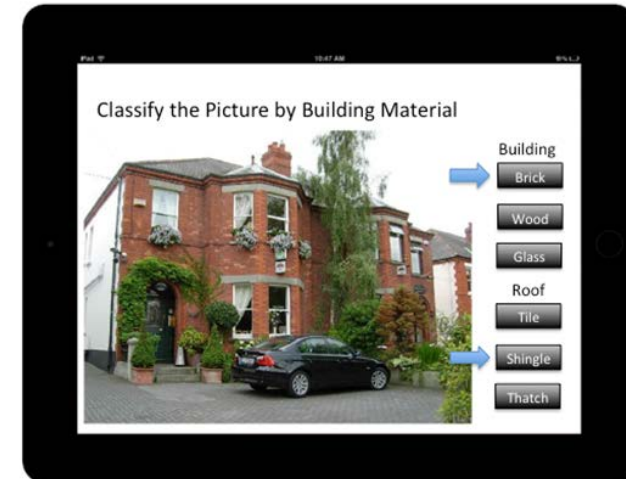 iPad
10:47 AM
Classify the Picture by Building Material
Building
Brick
Wood
Glass
Roof
Tile
Shingle
Thatch